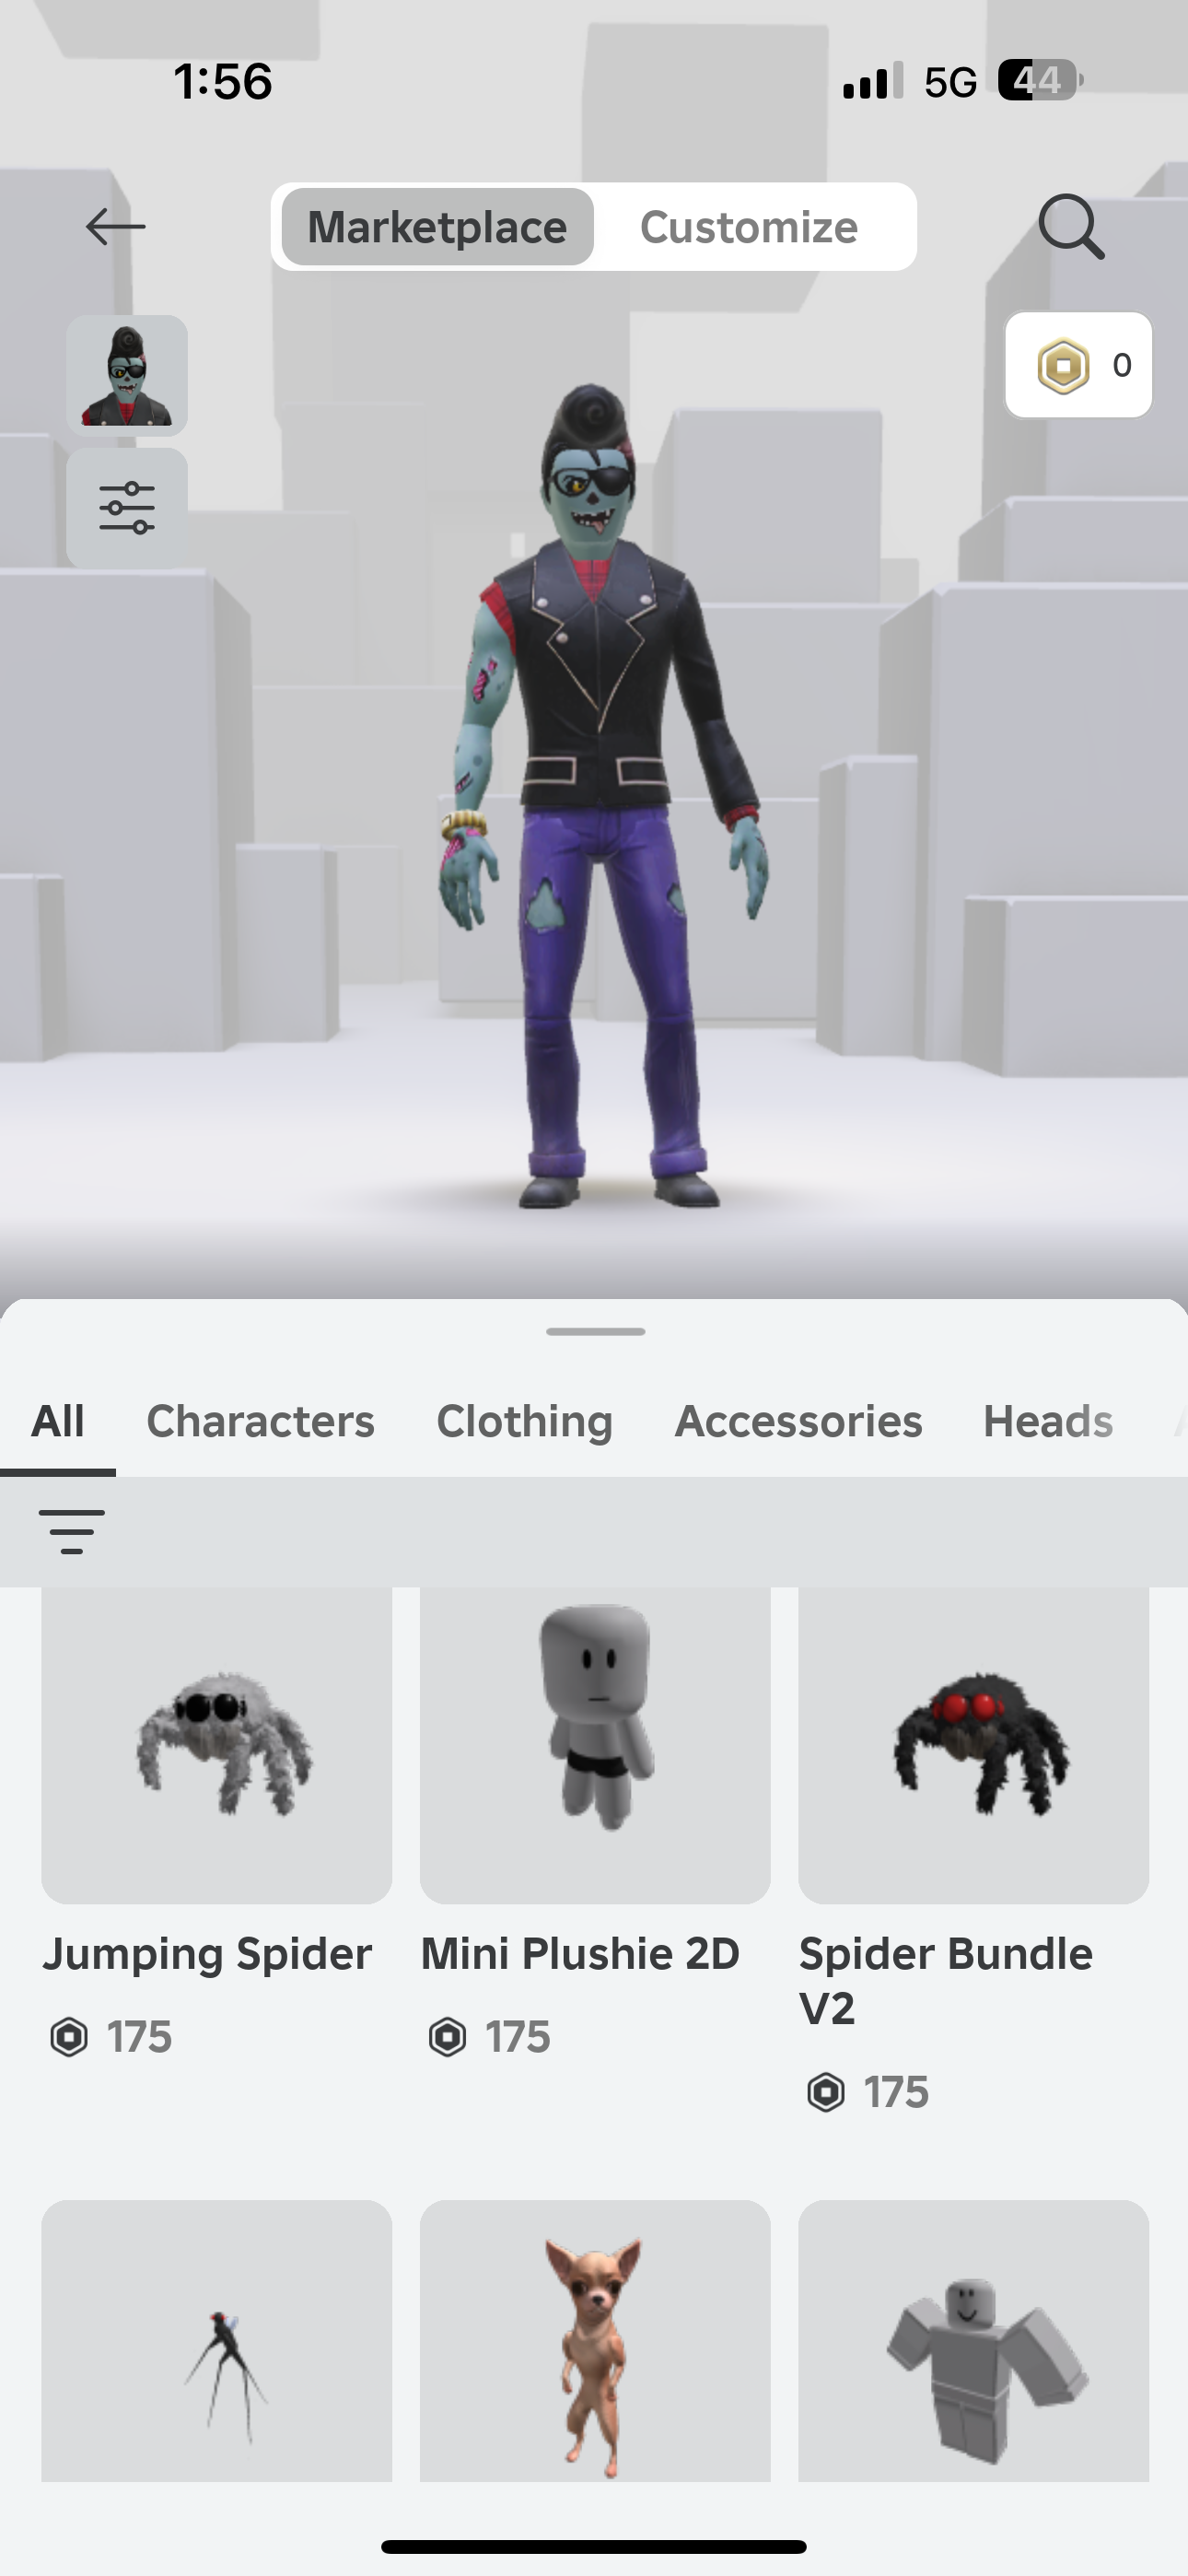 1:56
5G
44
Marketplace
Customize
0
All
Characters
Clothing
Accessories
Heads
Jumping Spider
Mini Plushie 2D
Spider Bundle
V2
175
175
175